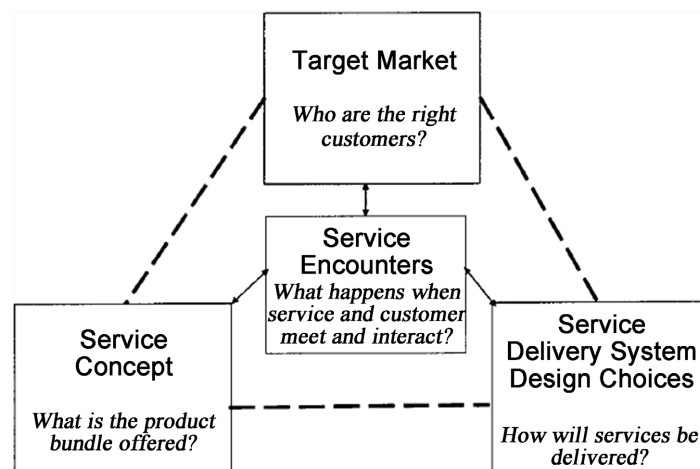 Target Market
Who are the right
customers?
Service
Encounters
What happens when
service and customer
meet and interact?
Service
Concept
What is the product
bundle offered?
Service
Delivery System
Design Choices
How will services be
delivered?